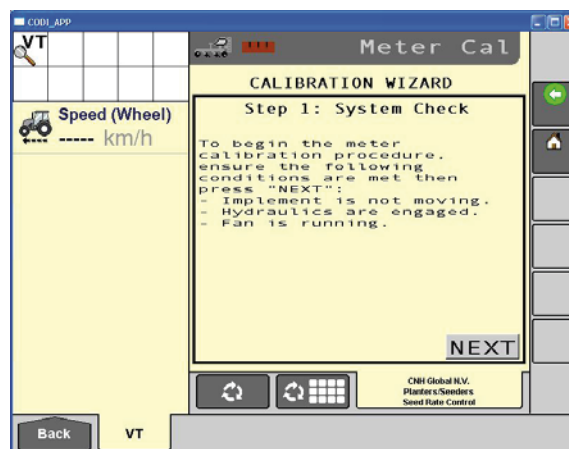 CODI_APP
VT
Meter Cal
CALIBRATION WIZARD
Speed (Wheel)
----- km/h
Step 1: System Check
To begin the meter
calibration procedure.
ensure the following
conditions are met then
press "NEXT":
- Implement is not moving.
- Hydraulics are engaged.
- Fan is running.
NEXT
CNH Global N.V.
Planters/Seeders
Seed Rate Control
Back
VT